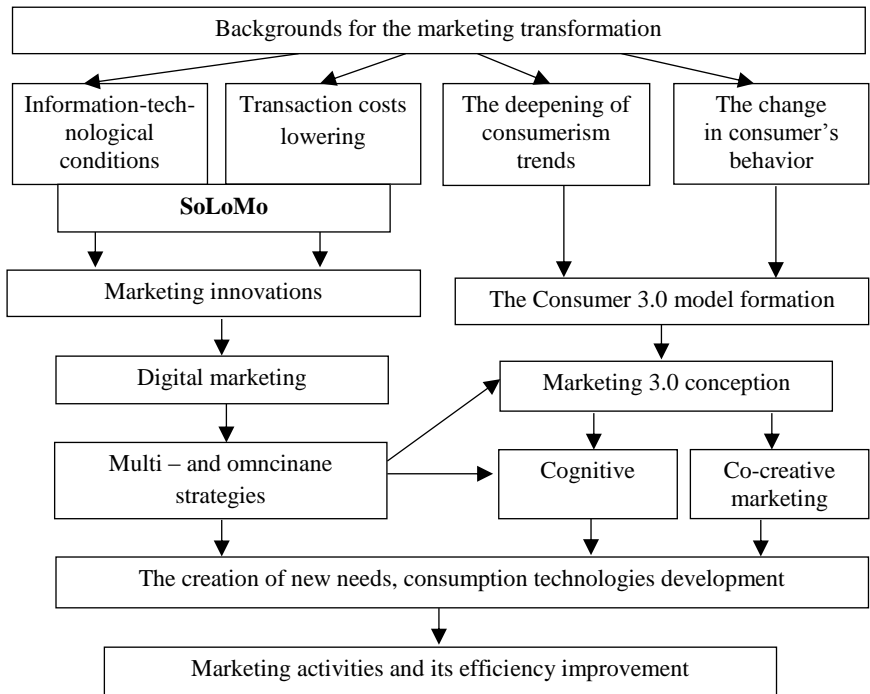 Backgrounds for the marketing transformation
Information-tech-
nological
conditions
Transaction costs
lowering
The deepening of
consumerism
trends
The change
in consumer’s
behavior
SoLoMo
Marketing innovations
The Consumer 3.0 model formation
Digital marketing
Marketing 3.0 conception
Multi – and omncinane
strategies
Cognitive
Co-creative
marketing
The creation of new needs, consumption technologies development
Marketing activities and its efficiency improvement